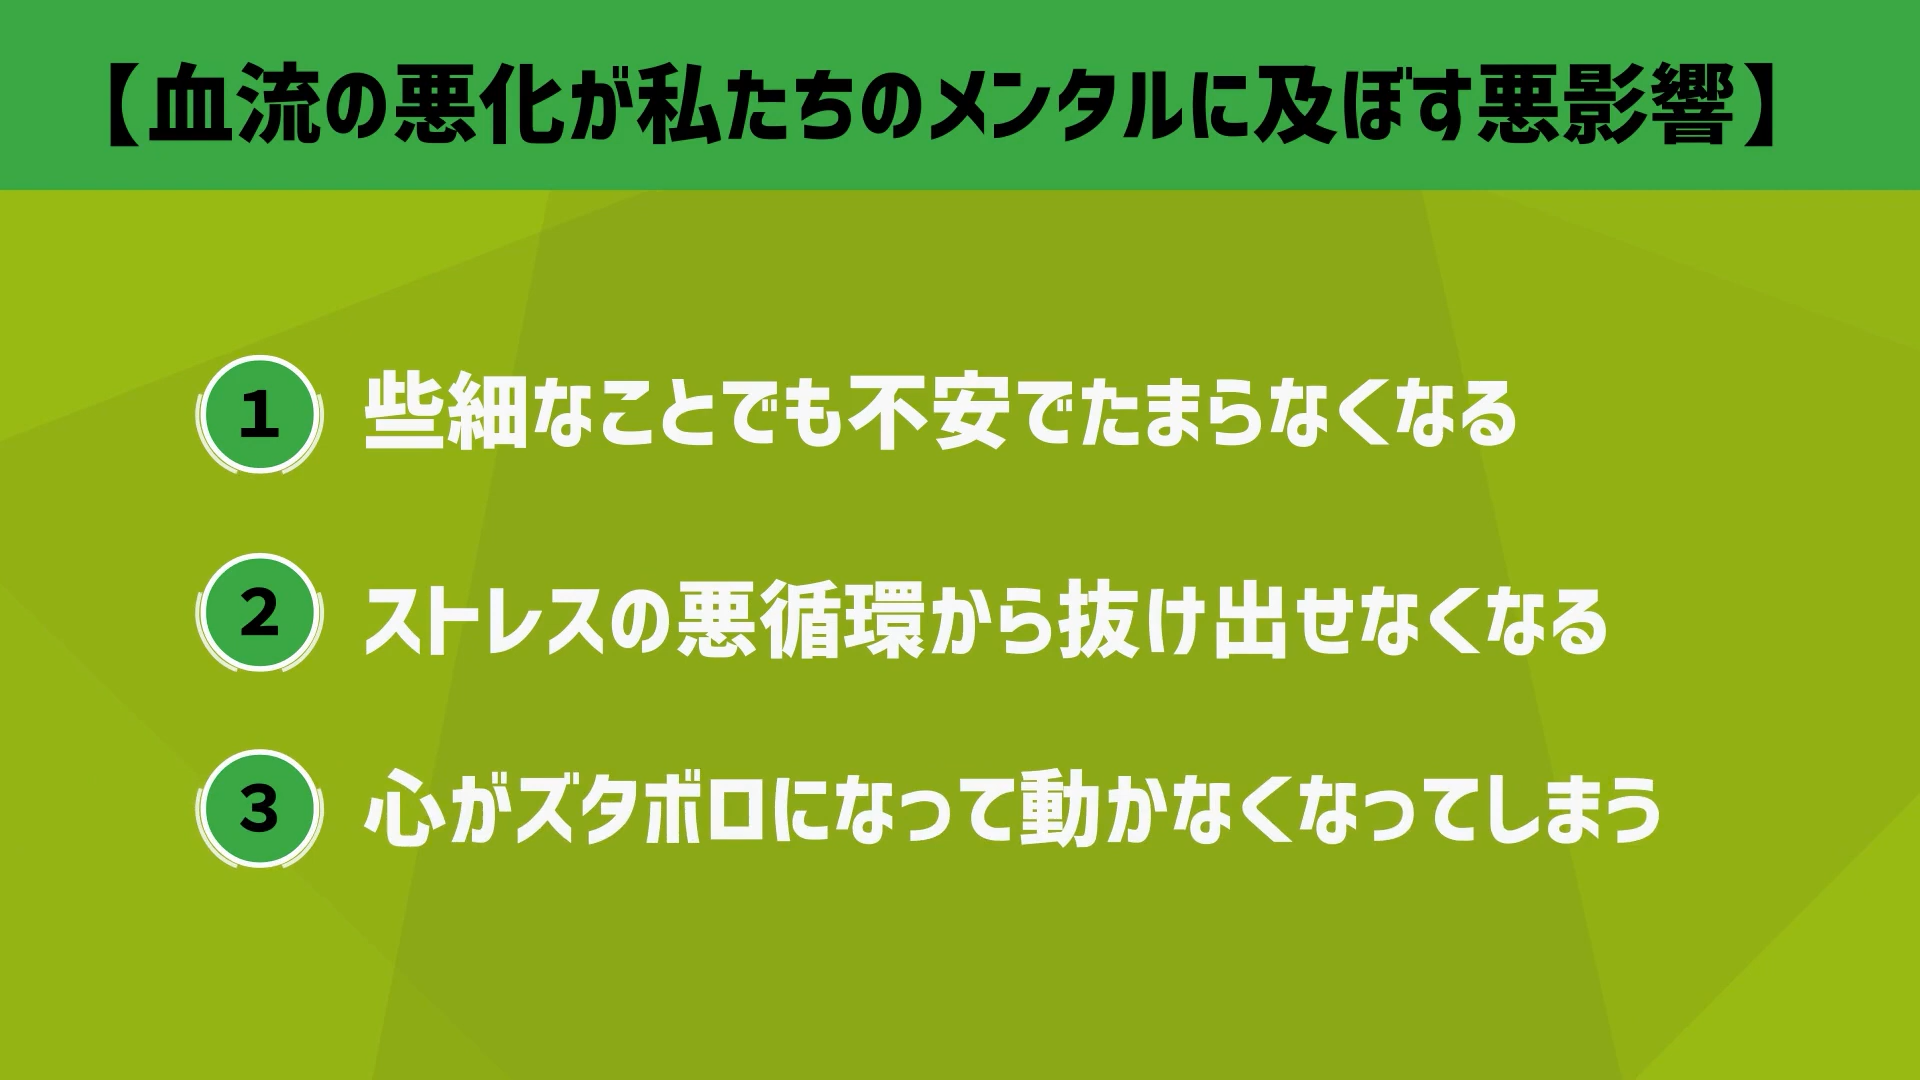 【血流の悪化が私たちのメンタルに及ぼす悪影響】
1 些細なことでも不安でたまらなくなる
2 ストレスの悪循環から抜け出せなくなる
3 心がズタボロになって動かなくなってしまう